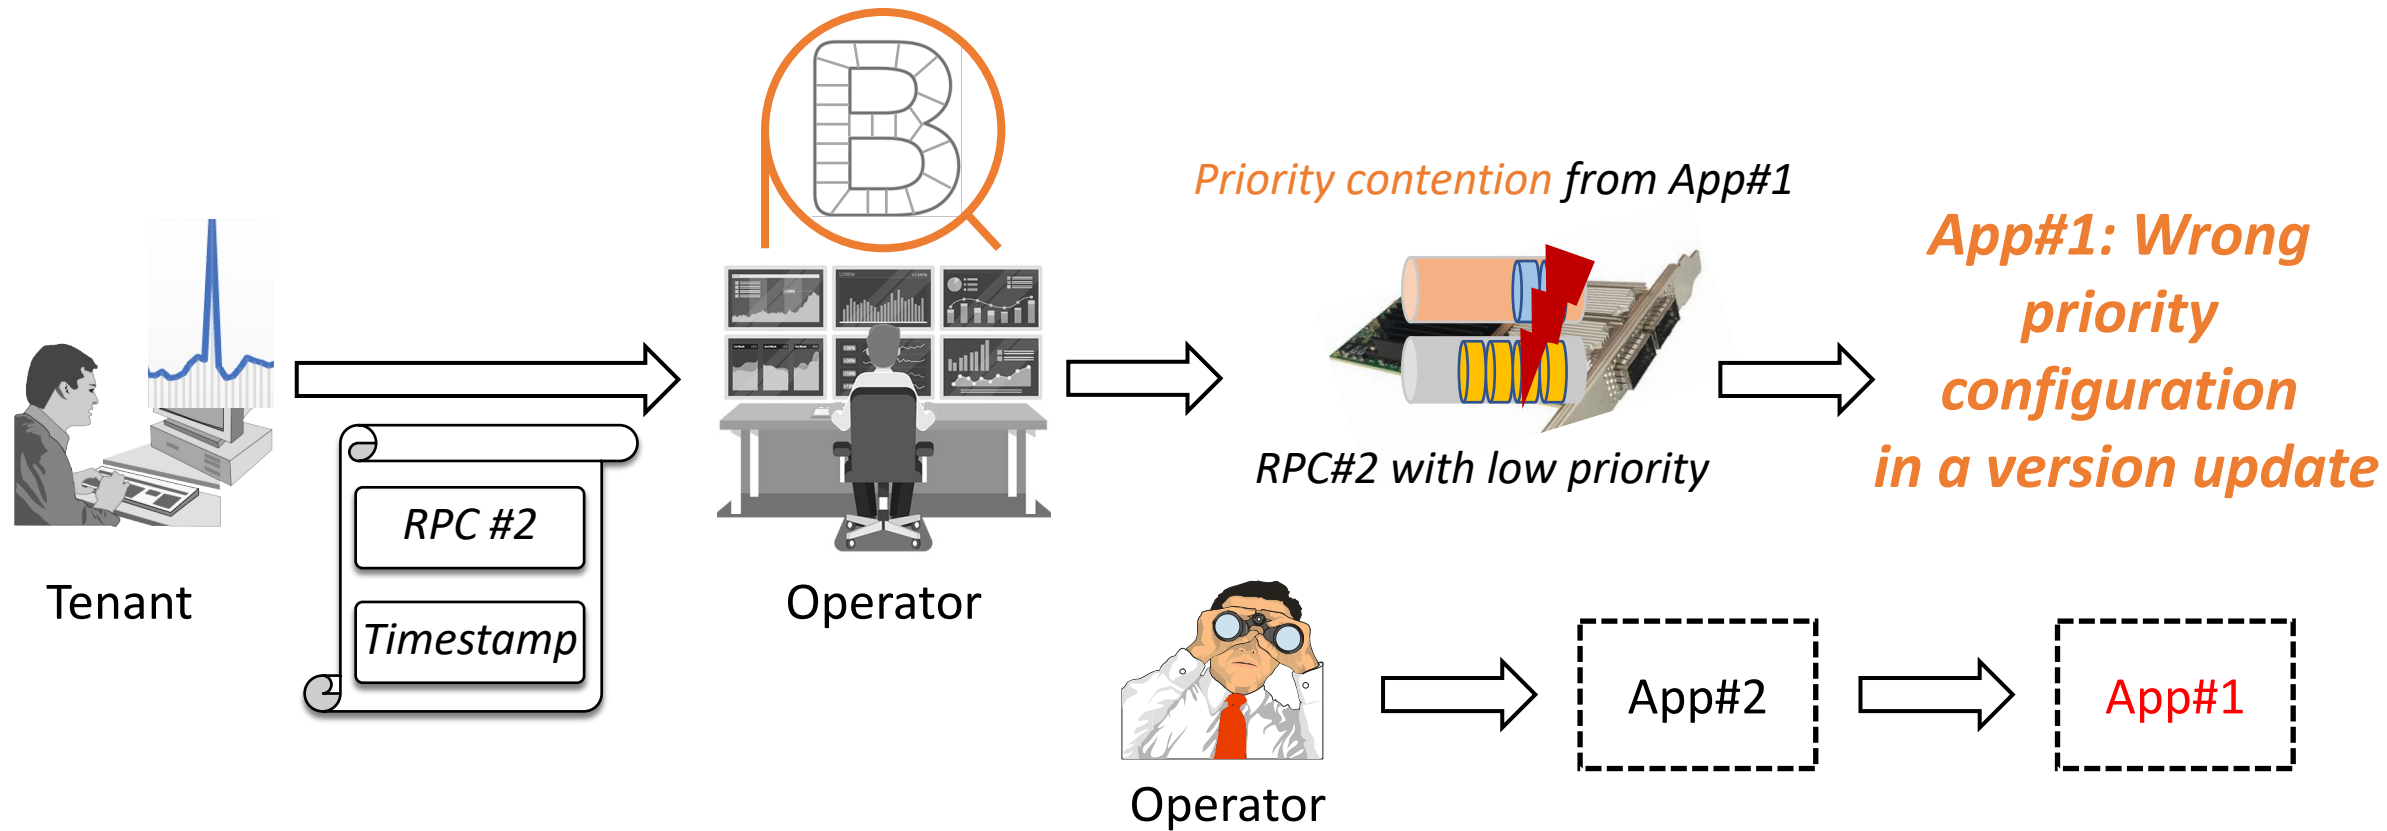 B
Priority contention from App#1
App#1: Wrong
priority
configuration
in a version update
RPC#2 with low priority
RPC #2
Timestamp
Tenant
Operator
App#2
App#1
Operator